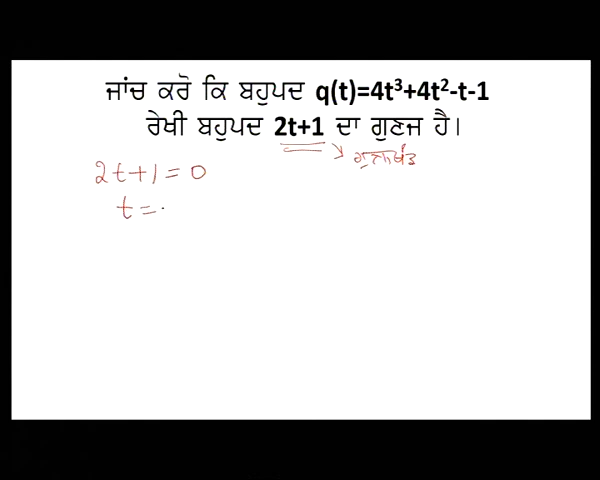 ਜਾਂਚ ਕਰੋ ਕਿ ਬਹੁਪਦ q(t)=4t³+4t²-t-1
ਰੇਖੀ ਬਹੁਪਦ 2t+1 ਦਾ ਗੁਣਜ ਹੈ।
ਗੁਣਨਖੰਡ
2t+1=0
t=-